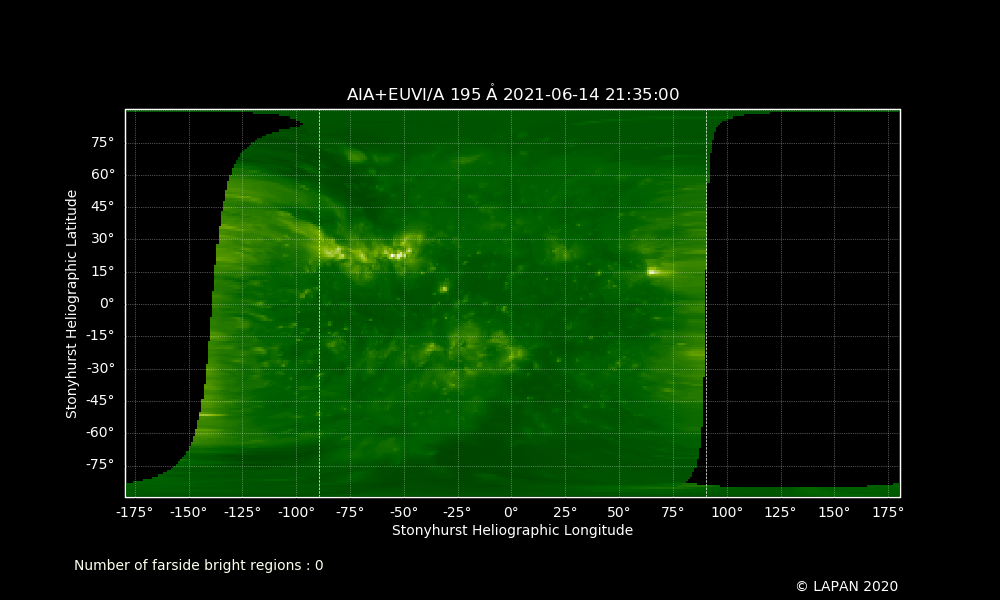 AIA+EUVI/A 195 Å 2021-06-14 21:35:00
Stonyhurst Heliographic Latitude
75°
60°
45°
30°
15°
0°
-15°
-30°
-45°
-60°
-75°
-175° -150° -125° -100° -75° -50° -25° 0° 25° 50° 75° 100° 125° 150° 175°
Stonyhurst Heliographic Longitude
Number of farside bright regions : 0
© LAPAN 2020